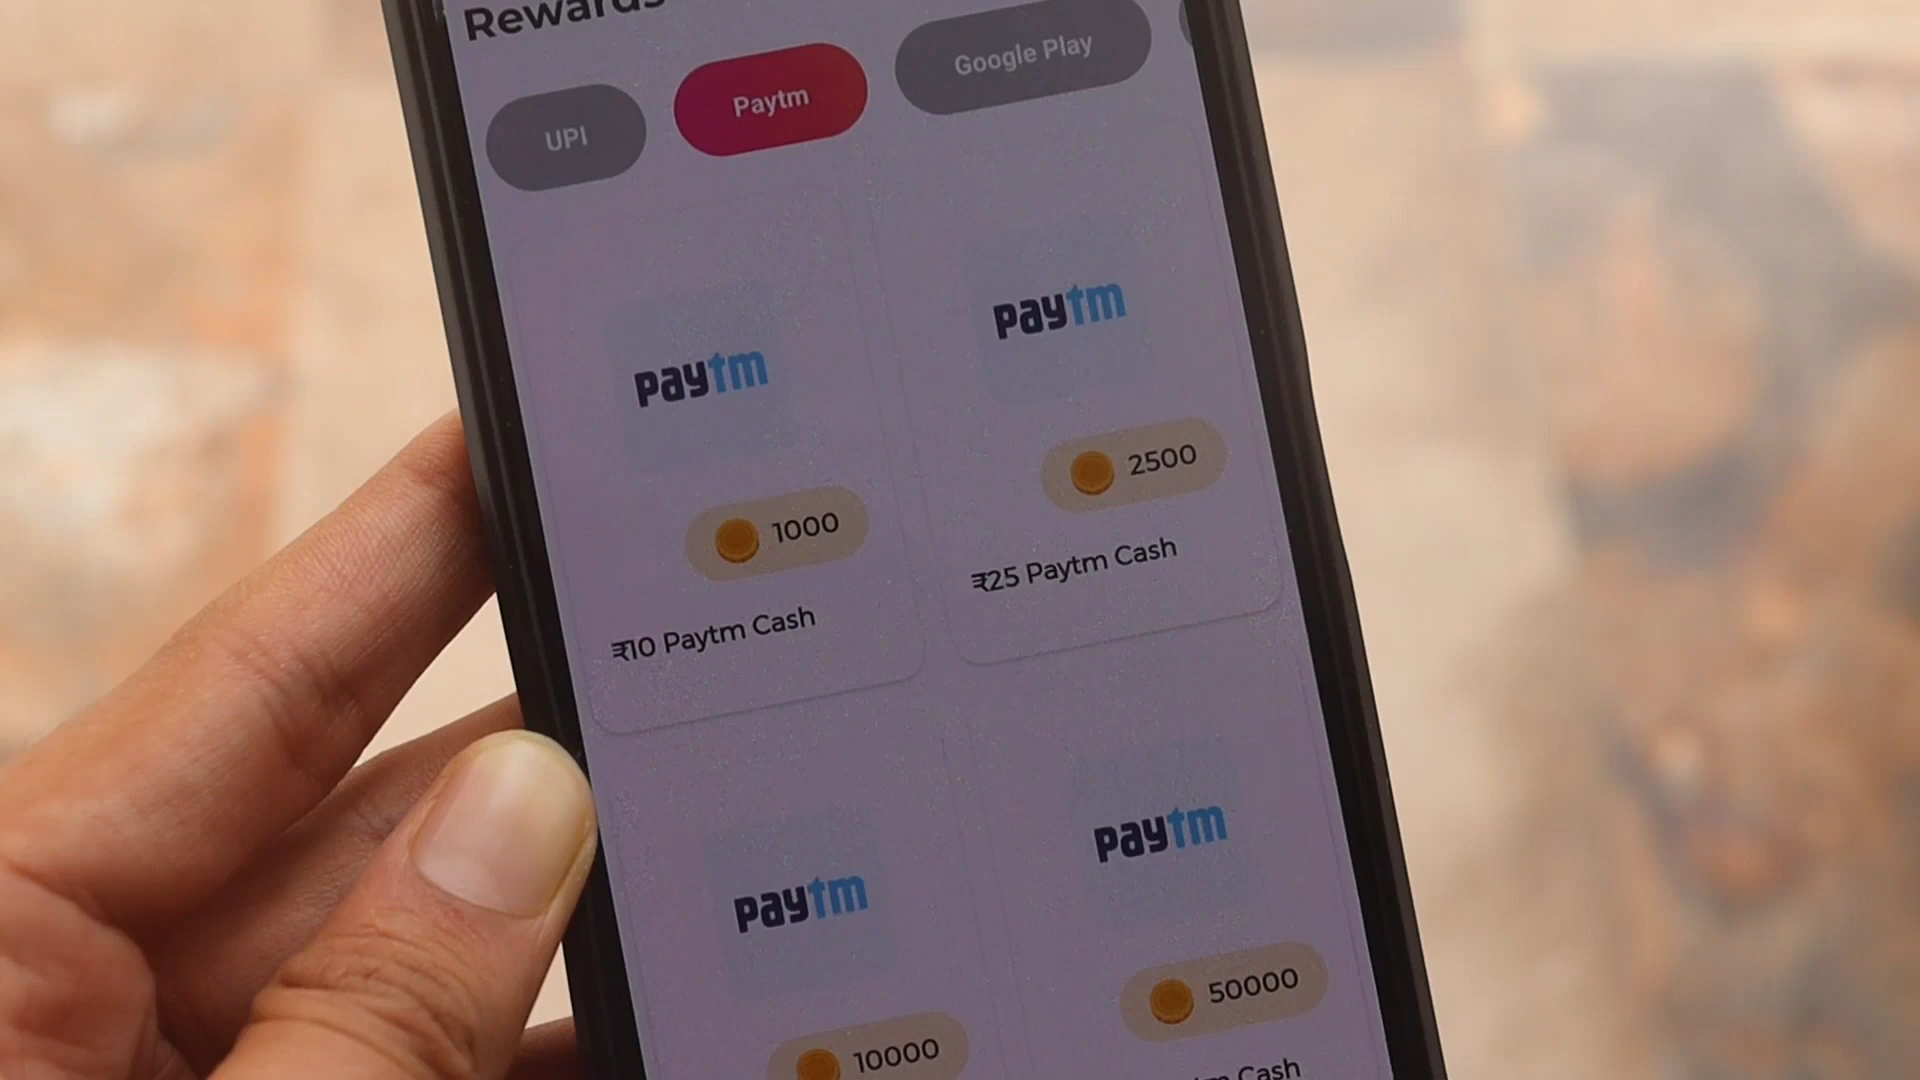 Rewards
UPI
Paytm
Google Play
paytm
1000
₹10 Paytm Cash
paytm
2500
₹25 Paytm Cash
paytm
10000
paytm
50000
Cash